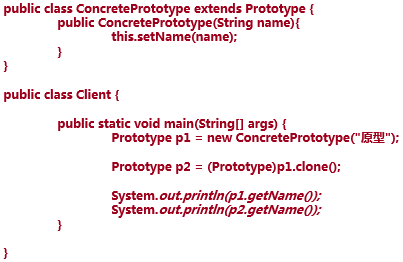 public class ConcretePrototype extends Prototype {
public ConcretePrototype(String name){
this.setName(name);
}
}
public class Client {
public static void main(String[] args) {
Prototype p1 = new ConcretePrototype("原型");
Prototype p2 = (Prototype)p1.clone();
System.out.println(p1.getName());
System.out.println(p2.getName());
}
}